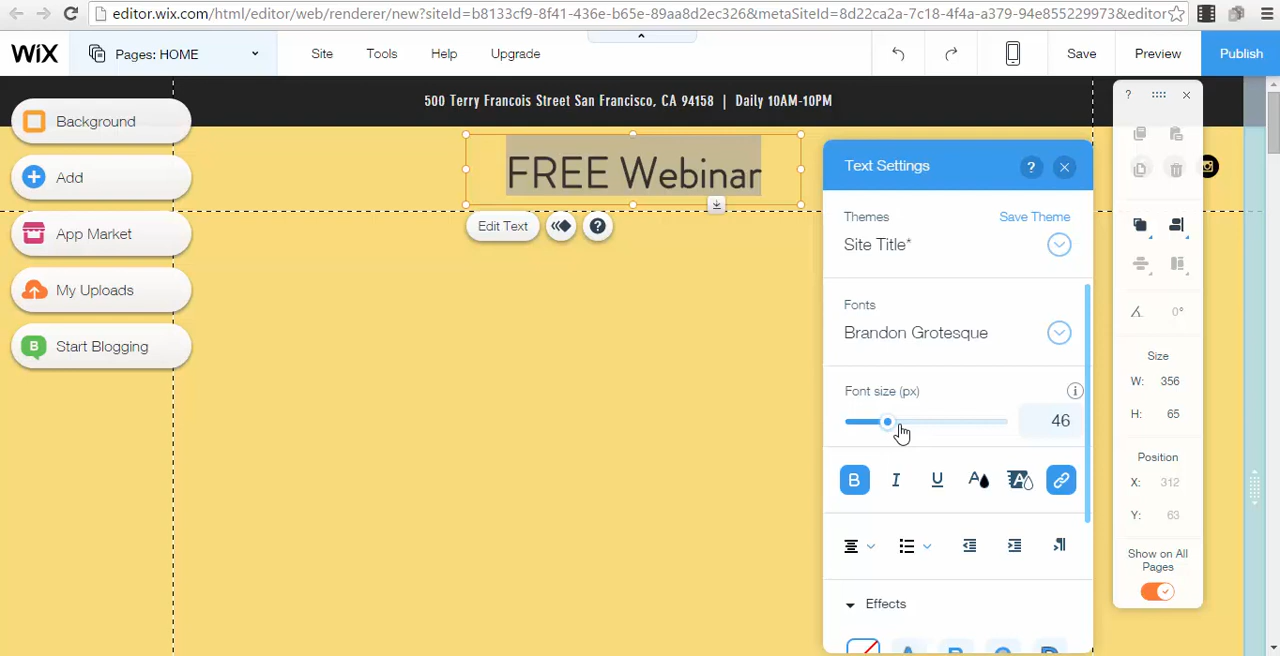 editor.wix.com/html/editor/web/renderer/new?siteId=b8133cf9-8f41-436e-b65e-89aa8d2ec326&metaSiteId=8d22ca2a-7c18-4f4a-a379-94e855229973&editor
WiX Pages: HOME Site Tools Help Upgrade Save Preview Publish
500 Terry Francois Street San Francisco, CA 94158 | Daily 10AM-10PM
Background
Add
App Market
My Uploads
B Start Blogging
FREE Webinar
Edit Text ?
Text Settings ?
Themes Save Theme
Site Title*
Fonts
Brandon Grotesque
Font size (px) i
46
B I U A A
Effects
?
0°
Size
W: 356
H: 65
Position
X: 312
Y: 63
Show on All
Pages